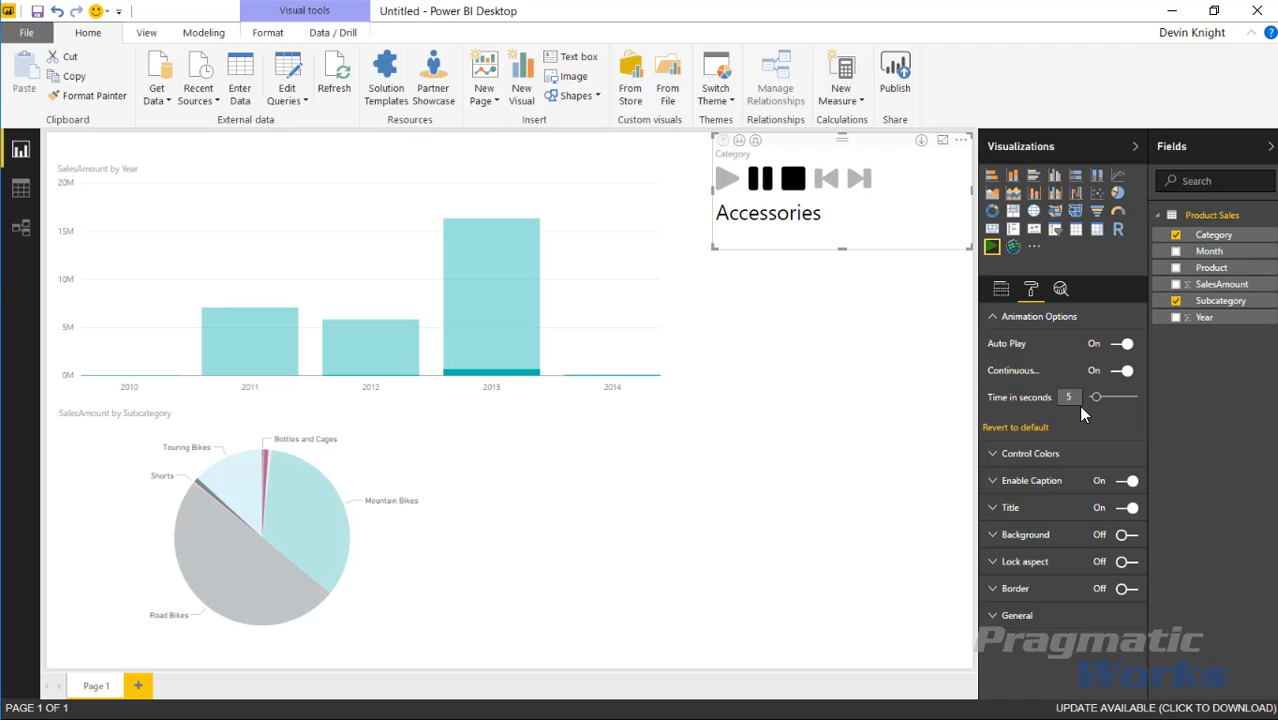 Visual tools
Untitled - Power BI Desktop
File
Home
View
Modeling
Format
Data / Drill
Devin Knight
Paste
Cut
Copy
Format Painter
Clipboard
Get Data
Recent Sources
Enter Data
Edit Queries
Refresh
External data
Solution Templates
Partner Showcase
Resources
New Page
New Visual
Text box
Image
Shapes
Insert
From Store
From File
Custom visuals
Switch Theme
Themes
Manage Relationships
Relationships
New Measure
Calculations
Publish
Share
SalesAmount by Year
20M
15M
10M
5M
0M
2010
2011
2012
2013
2014
SalesAmount by Subcategory
Touring Bikes
Bottles and Cages
Shorts
Mountain Bikes
Road Bikes
Category
Accessories
Visualizations
R
Animation Options
Auto Play
On
Continuous...
On
Time in seconds
5
Revert to default
Control Colors
Enable Caption
On
Title
On
Background
Off
Lock aspect
Off
Border
Off
General
Fields
Search
Product Sales
Category
Month
Product
Σ SalesAmount
Subcategory
Σ Year
Pragmatic
Works
Page 1
PAGE 1 OF 1
UPDATE AVAILABLE (CLICK TO DOWNLOAD)